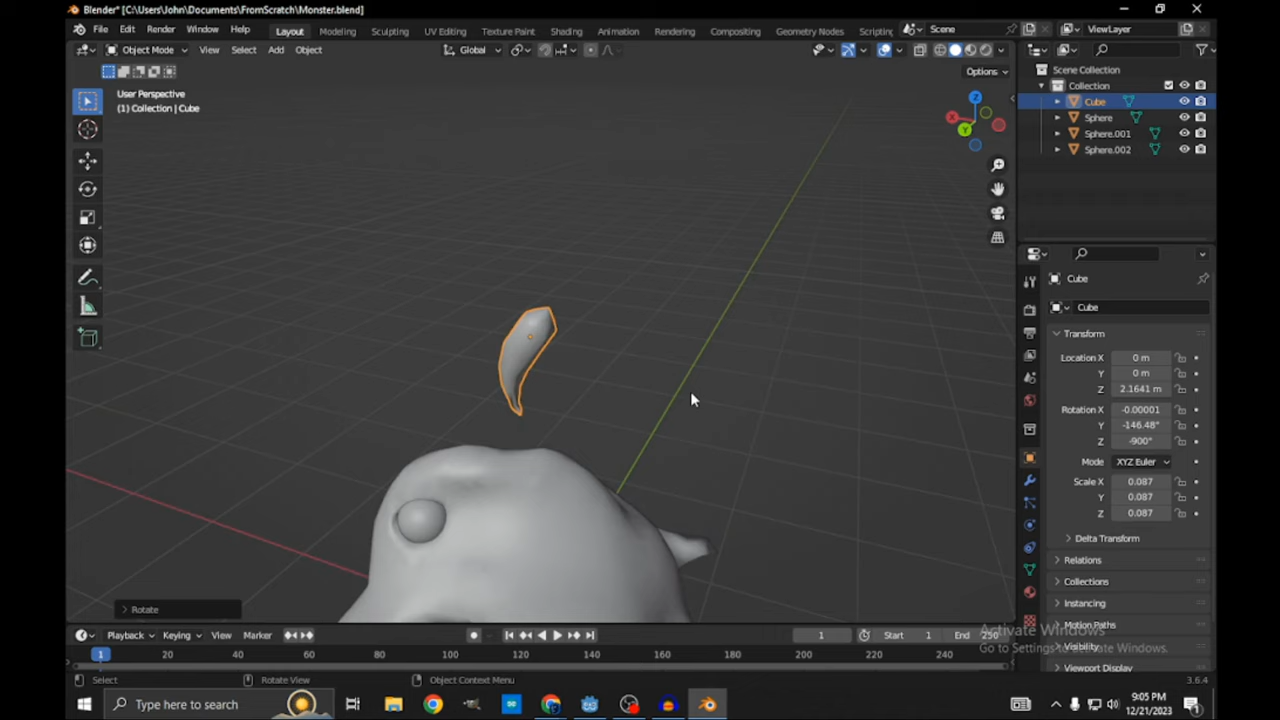 Blender* [C:\Users\John\Documents\FromScratch\Monster.blend]
File Edit Render Window Help Layout Modeling Sculpting UV Editing Texture Paint Shading Animation Rendering Compositing Geometry Nodes Scripting Scene ViewLayer
Object Mode View Select Add Object Global
Options
User Perspective
(1) Collection | Cube
Z
X
Y
Scene Collection
Collection
Cube
Sphere
Sphere.001
Sphere.002
Cube
Cube
Transform
Location X 0 m
Y 0 m
Z 2.1641 m
Rotation X -0.00001
Y -146.48°
Z -900°
Mode XYZ Euler
Scale X 0.087
Y 0.087
Z 0.087
Delta Transform
Relations
Collections
Instancing
Motion Paths
Visibility
Viewport Display
Rotate
Playback Keying View Marker 1 Start 1 End 250
1 20 40 60 80 100 120 140 160 180 200 220 240
Activate Windows
Go to Settings to activate Windows.
Select Rotate View Object Context Menu 3.6.4
Type here to search
9:05 PM
12/21/2023
1